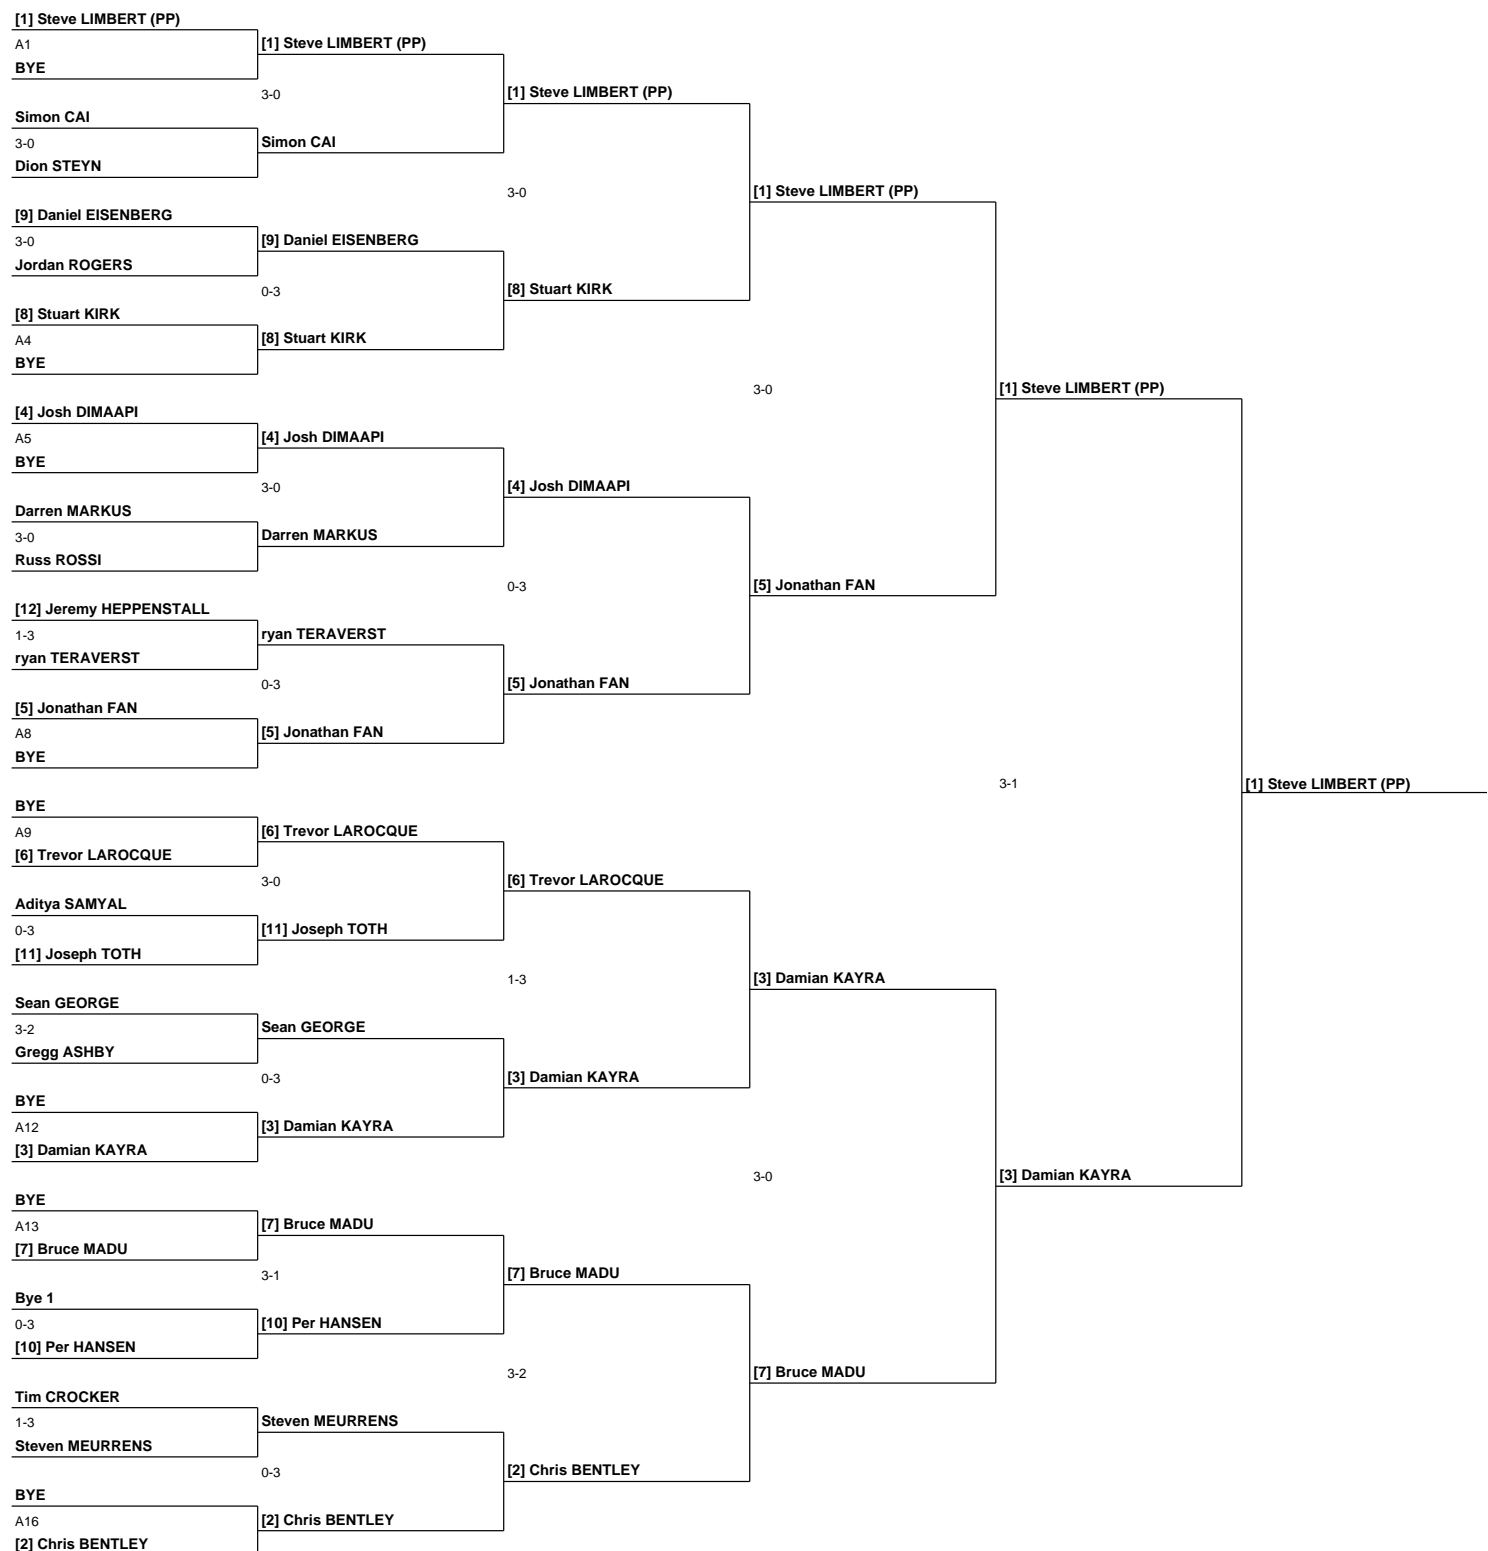 [1] Steve LIMBERT (PP)
A1
BYE
Simon CAI
3-0
Dion STEYN
[9] Daniel EISENBERG
3-0
Jordan ROGERS
[8] Stuart KIRK
A4
BYE
[4] Josh DIMAAPI
A5
BYE
Darren MARKUS
3-0
Russ ROSSI
[12] Jeremy HEPPENSTALL
1-3
ryan TERAVERST
[5] Jonathan FAN
A8
BYE
BYE
A9
[6] Trevor LAROCQUE
Aditya SAMYAL
0-3
[11] Joseph TOTH
Sean GEORGE
3-2
Gregg ASHBY
BYE
A12
[3] Damian KAYRA
BYE
A13
[7] Bruce MADU
Bye 1
0-3
[10] Per HANSEN
Tim CROCKER
1-3
Steven MEURRENS
BYE
A16
[2] Chris BENTLEY
[1] Steve LIMBERT (PP)
3-0
Simon CAI
[9] Daniel EISENBERG
0-3
[8] Stuart KIRK
[4] Josh DIMAAPI
3-0
Darren MARKUS
ryan TERAVERST
0-3
[5] Jonathan FAN
[6] Trevor LAROCQUE
3-0
[11] Joseph TOTH
Sean GEORGE
0-3
[3] Damian KAYRA
[7] Bruce MADU
3-1
[10] Per HANSEN
Steven MEURRENS
0-3
[2] Chris BENTLEY
[1] Steve LIMBERT (PP)
3-0
[8] Stuart KIRK
[4] Josh DIMAAPI
0-3
[5] Jonathan FAN
[6] Trevor LAROCQUE
1-3
[3] Damian KAYRA
[7] Bruce MADU
3-2
[2] Chris BENTLEY
[1] Steve LIMBERT (PP)
3-0
[5] Jonathan FAN
[3] Damian KAYRA
3-0
[7] Bruce MADU
[1] Steve LIMBERT (PP)
3-1
[3] Damian KAYRA
[1] Steve LIMBERT (PP)